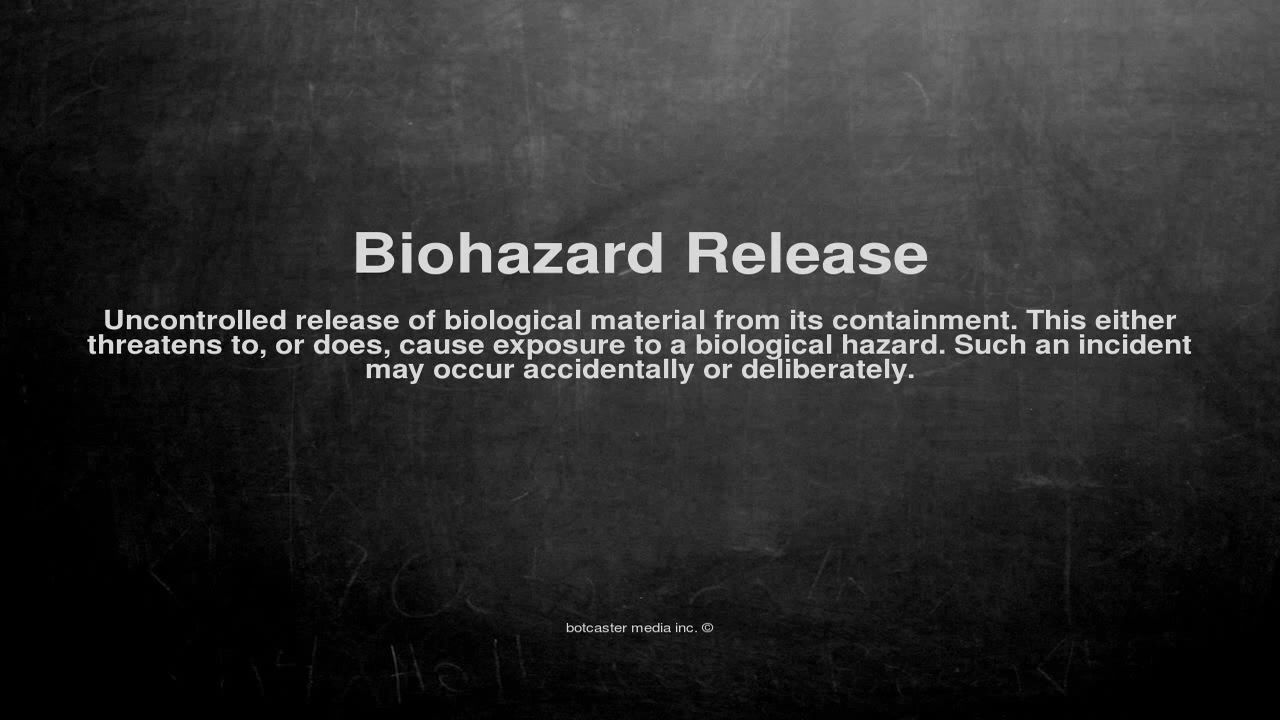 Biohazard Release
Uncontrolled release of biological material from its containment. This either
threatens to, or does, cause exposure to a biological hazard. Such an incident
may occur accidentally or deliberately.
botcaster media inc. ©